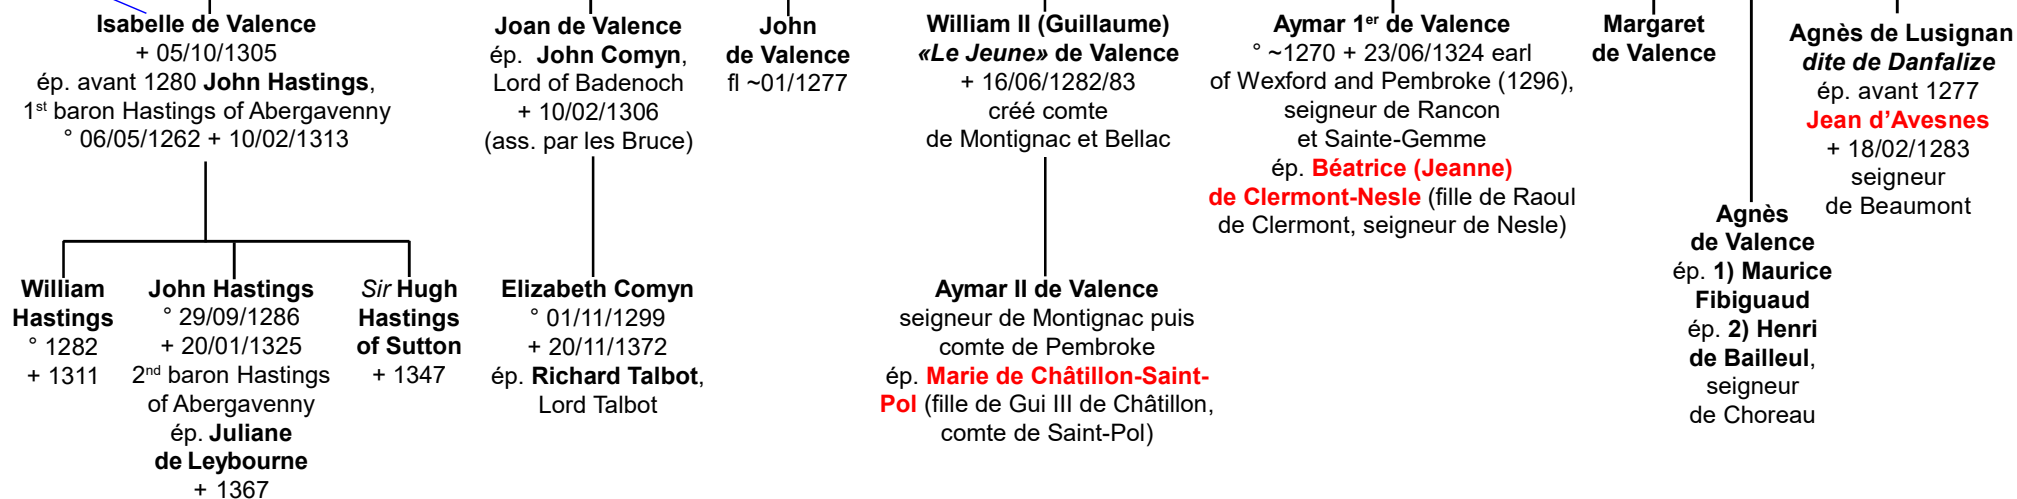 Isabelle de Valence
+ 05/10/1305
ép. avant 1280 John Hastings,
1st baron Hastings of Abergavenny
° 06/05/1262 + 10/02/1313
Joan de Valence
ép. John Comyn,
Lord of Badenoch
+ 10/02/1306
(ass. par les Bruce)
John
de Valence
fl ~01/1277
William II (Guillaume)
«Le Jeune» de Valence
+ 16/06/1282/83
créé comte
de Montignac et Bellac
Aymar 1er de Valence
° ~1270 + 23/06/1324 earl
of Wexford and Pembroke (1296),
seigneur de Rancon
et Sainte-Gemme
ép. Béatrice (Jeanne)
de Clermont-Nesle (fille de Raoul
de Clermont, seigneur de Nesle)
Margaret
de Valence
Agnès
de Valence
ép. 1) Maurice
Fibiguaud
ép. 2) Henri
de Bailleul,
seigneur
de Choreau
Agnès de Lusignan
dite de Danfalize
ép. avant 1277
Jean d’Avesnes
+ 18/02/1283
seigneur
de Beaumont
William
Hastings
° 1282
+ 1311
John Hastings
° 29/09/1286
+ 20/01/1325
2nd baron Hastings
of Abergavenny
ép. Juliane
de Leybourne
+ 1367
Sir Hugh
Hastings
of Sutton
+ 1347
Elizabeth Comyn
° 01/11/1299
+ 20/11/1372
ép. Richard Talbot,
Lord Talbot
Aymar II de Valence
seigneur de Montignac puis
comte de Pembroke
ép. Marie de Châtillon-Saint-
Pol (fille de Gui III de Châtillon,
comte de Saint-Pol)